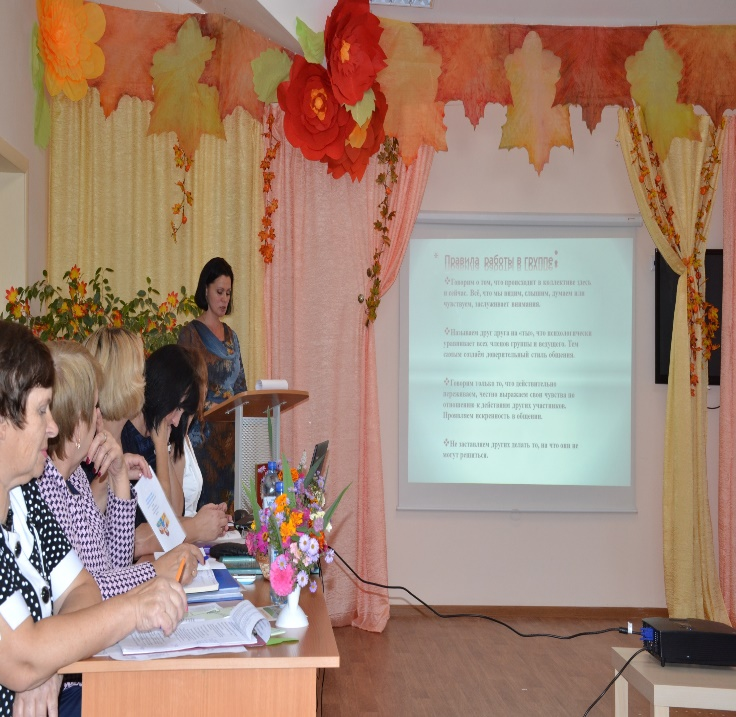 Правила работы в группе:
Говорим о том, что происходит в коллективе здесь
и сейчас. Всё, что мы видим, слышим, думаем или
чувствуем, заслуживает внимания.
Называем друг друга на «ты», что психологически
уравнивает всех членов группы и ведущего. Тем
самым создаём доверительный стиль общения.
Говорим только то, что действительно
переживаем, честно выражаем свои чувства по
отношению к действиям других участников.
Проявляем искренность в общении.
Не заставляем других делать то, на что они не
могут решиться.